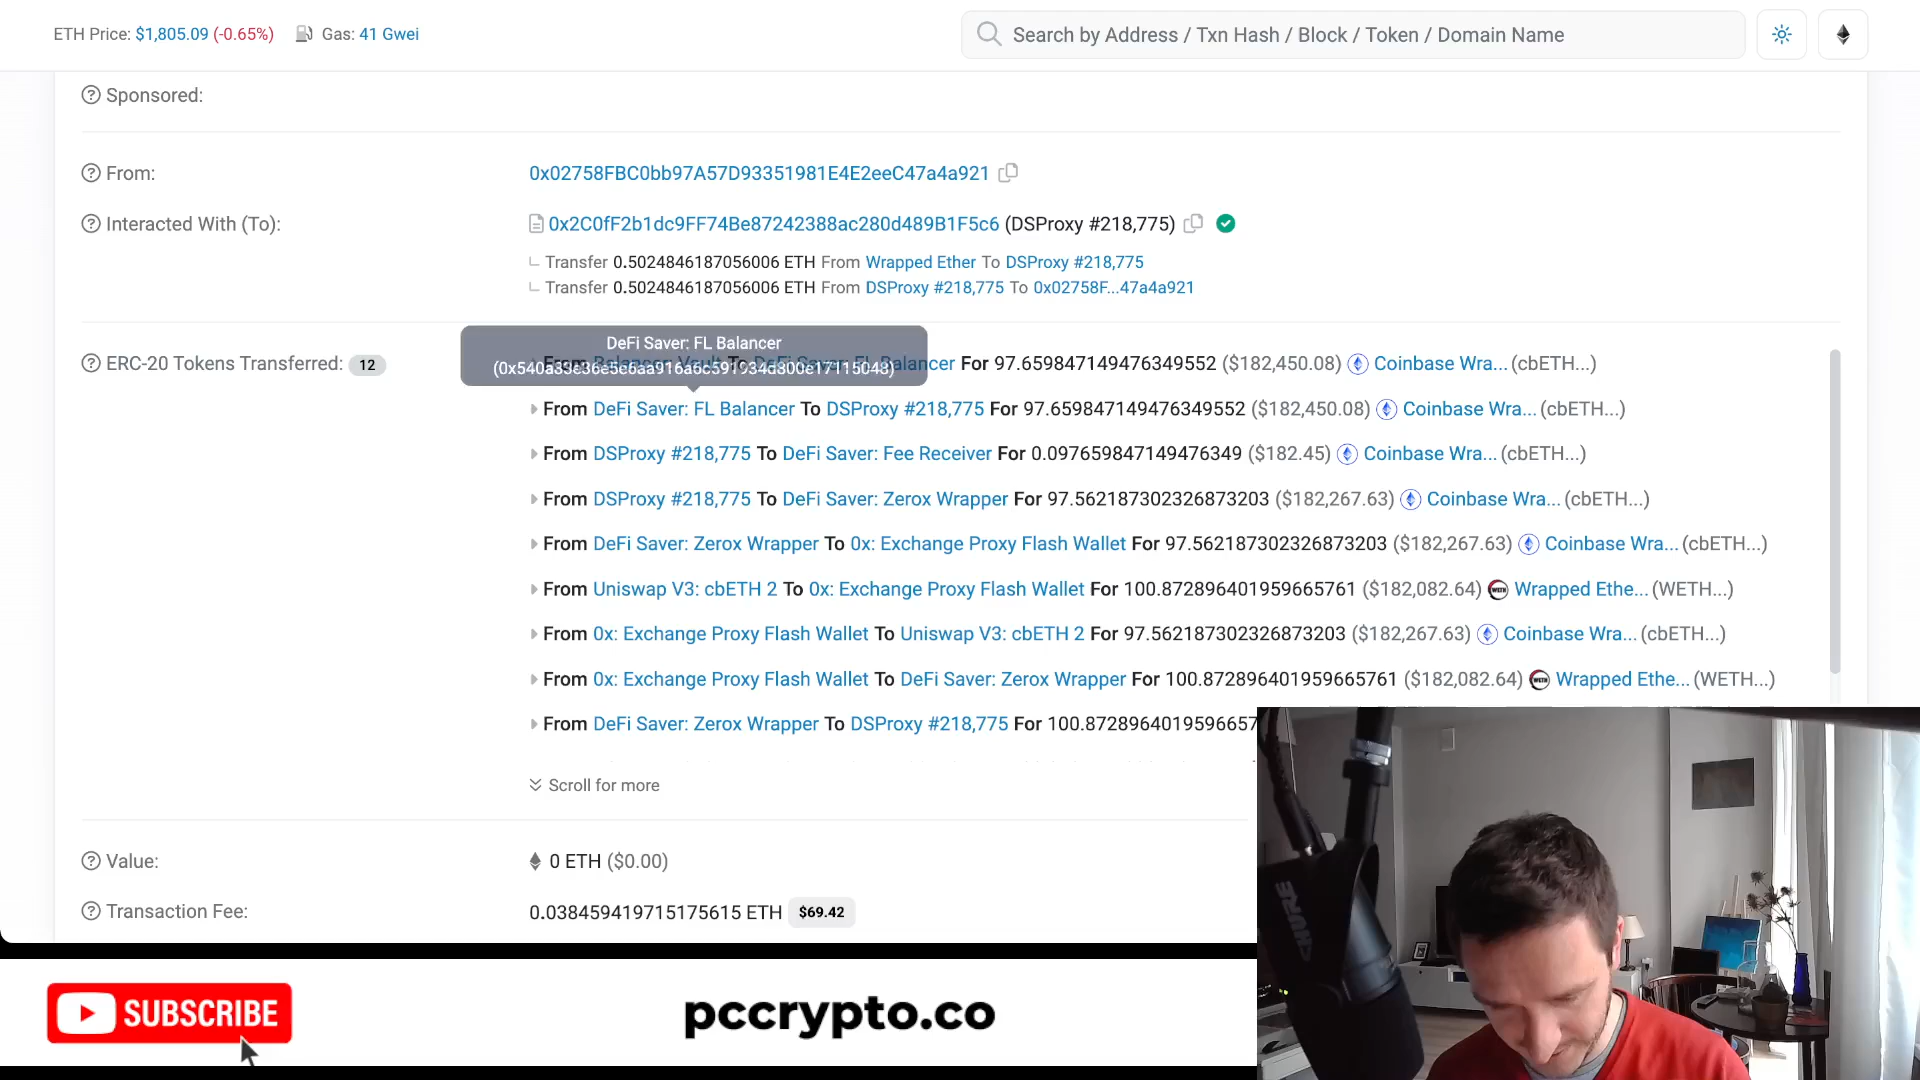 ETH Price: $1,805.09 (-0.65%) Gas: 41 Gwei
Search by Address / Txn Hash / Block / Token / Domain Name
Sponsored:
From: 0x02758FBC0bb97A57D93351981E4E2eeC47a4a921
Interacted With (To): 0x2C0fF2b1dc9FF74Be87242388ac280d489B1F5c6 (DSProxy #218,775)
Transfer 0.5024846187056006 ETH From Wrapped Ether To DSProxy #218,775
Transfer 0.5024846187056006 ETH From DSProxy #218,775 To 0x02758F...47a4a921
DeFi Saver: FL Balancer
ERC-20 Tokens Transferred: 12 From Balancer: Vault To DeFi Saver: FL Balancer For 97.659847149476349552 ($182,450.08) Coinbase Wra... (cbETH...)
From DeFi Saver: FL Balancer To DSProxy #218,775 For 97.659847149476349552 ($182,450.08) Coinbase Wra... (cbETH...)
From DSProxy #218,775 To DeFi Saver: Fee Receiver For 0.097659847149476349 ($182.45) Coinbase Wra... (cbETH...)
From DSProxy #218,775 To DeFi Saver: Zerox Wrapper For 97.562187302326873203 ($182,267.63) Coinbase Wra... (cbETH...)
From DeFi Saver: Zerox Wrapper To 0x: Exchange Proxy Flash Wallet For 97.562187302326873203 ($182,267.63) Coinbase Wra... (cbETH...)
From Uniswap V3: cbETH 2 To 0x: Exchange Proxy Flash Wallet For 100.872896401959665761 ($182,082.64) Wrapped Ethe... (WETH...)
From 0x: Exchange Proxy Flash Wallet To Uniswap V3: cbETH 2 For 97.562187302326873203 ($182,267.63) Coinbase Wra... (cbETH...)
From 0x: Exchange Proxy Flash Wallet To DeFi Saver: Zerox Wrapper For 100.872896401959665761 ($182,082.64) Wrapped Ethe... (WETH...)
From DeFi Saver: Zerox Wrapper To DSProxy #218,775 For 100.8728964019596657
Scroll for more
Value: 0 ETH ($0.00)
Transaction Fee: 0.038459419715175615 ETH $69.42
SUBSCRIBE
pccrypto.co
SHURE